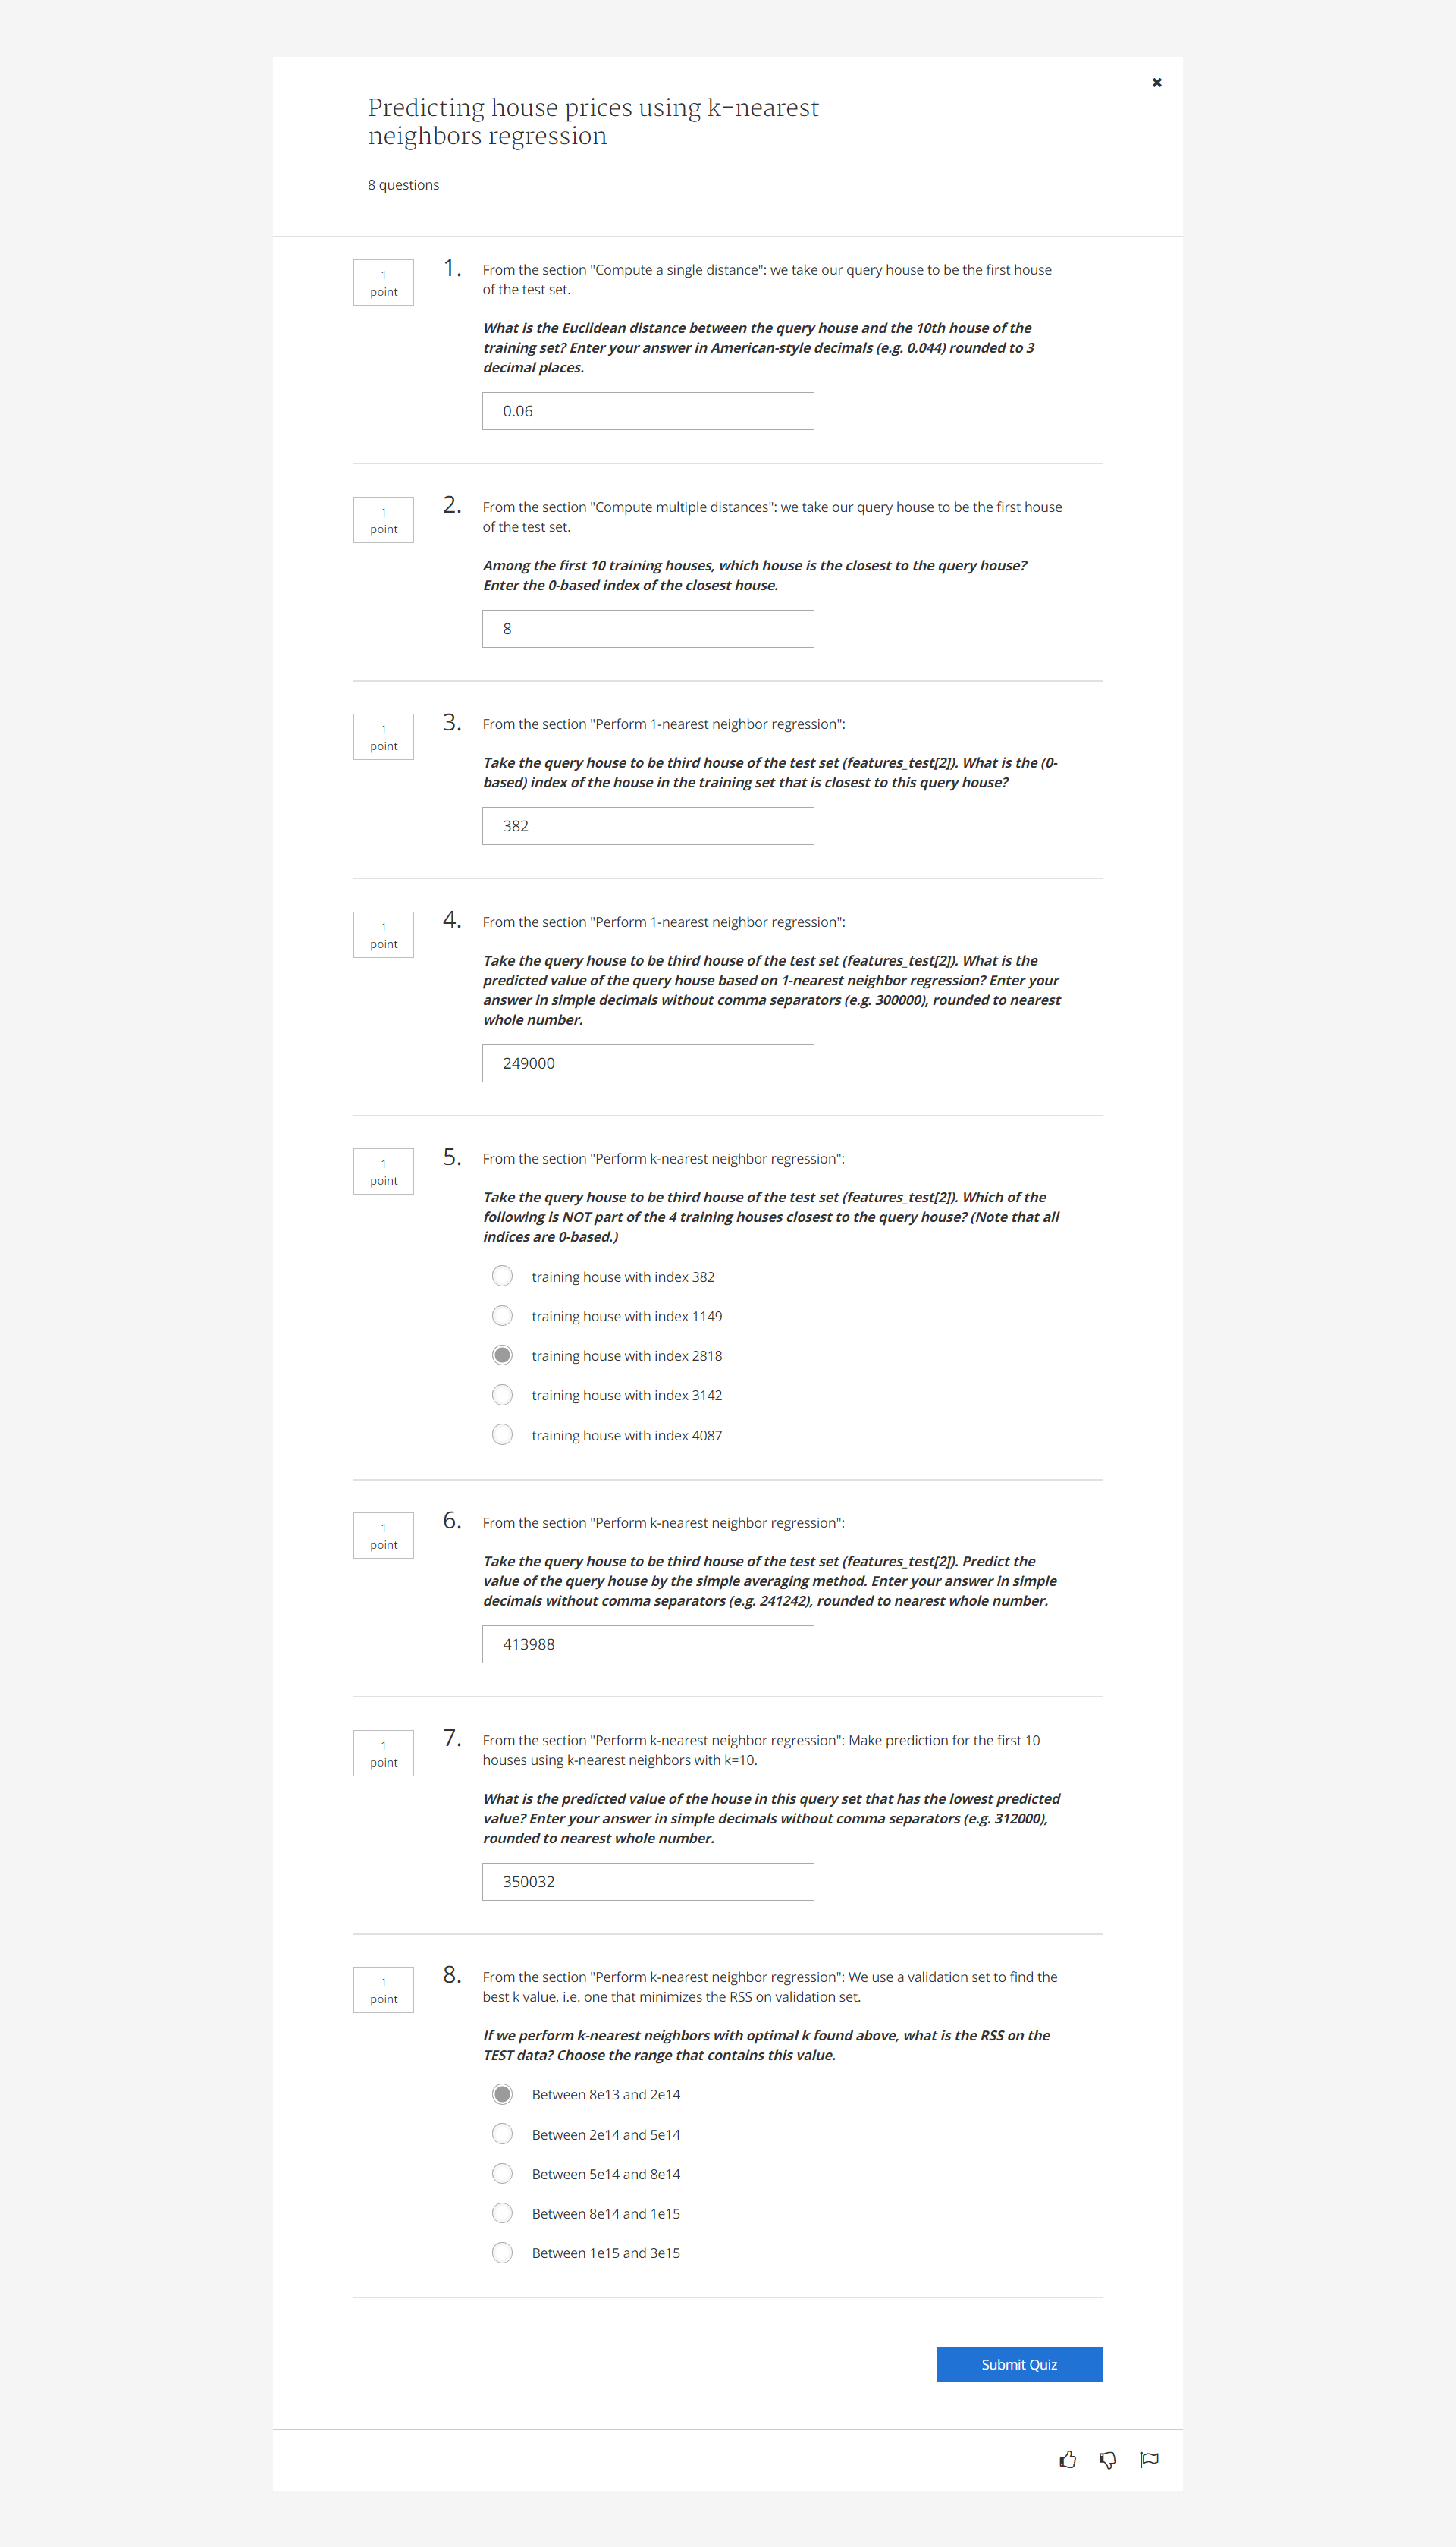 Predicting house prices using k-nearest
neighbors regression
8 questions
1
point
1.
From the section "Compute a single distance": we take our query house to be the first house
of the test set.
What is the Euclidean distance between the query house and the 10th house of the
training set? Enter your answer in American-style decimals (e.g. 0.044) rounded to 3
decimal places.
0.06
1
point
2.
From the section "Compute multiple distances": we take our query house to be the first house
of the test set.
Among the first 10 training houses, which house is the closest to the query house?
Enter the 0-based index of the closest house.
8
1
point
3.
From the section "Perform 1-nearest neighbor regression":
Take the query house to be third house of the test set (features_test[2]). What is the (0-
based) index of the house in the training set that is closest to this query house?
382
1
point
4.
From the section "Perform 1-nearest neighbor regression":
Take the query house to be third house of the test set (features_test[2]). What is the
predicted value of the query house based on 1-nearest neighbor regression? Enter your
answer in simple decimals without comma separators (e.g. 300000), rounded to nearest
whole number.
249000
1
point
5.
From the section "Perform k-nearest neighbor regression":
Take the query house to be third house of the test set (features_test[2]). Which of the
following is NOT part of the 4 training houses closest to the query house? (Note that all
indices are 0-based.)
training house with index 382
training house with index 1149
training house with index 2818
training house with index 3142
training house with index 4087
1
point
6.
From the section "Perform k-nearest neighbor regression":
Take the query house to be third house of the test set (features_test[2]). Predict the
value of the query house by the simple averaging method. Enter your answer in simple
decimals without comma separators (e.g. 241242), rounded to nearest whole number.
413988
1
point
7.
From the section "Perform k-nearest neighbor regression": Make prediction for the first 10
houses using k-nearest neighbors with k=10.
What is the predicted value of the house in this query set that has the lowest predicted
value? Enter your answer in simple decimals without comma separators (e.g. 312000),
rounded to nearest whole number.
350032
1
point
8.
From the section "Perform k-nearest neighbor regression": We use a validation set to find the
best k value, i.e. one that minimizes the RSS on validation set.
If we perform k-nearest neighbors with optimal k found above, what is the RSS on the
TEST data? Choose the range that contains this value.
Between 8e13 and 2e14
Between 2e14 and 5e14
Between 5e14 and 8e14
Between 8e14 and 1e15
Between 1e15 and 3e15
Submit Quiz